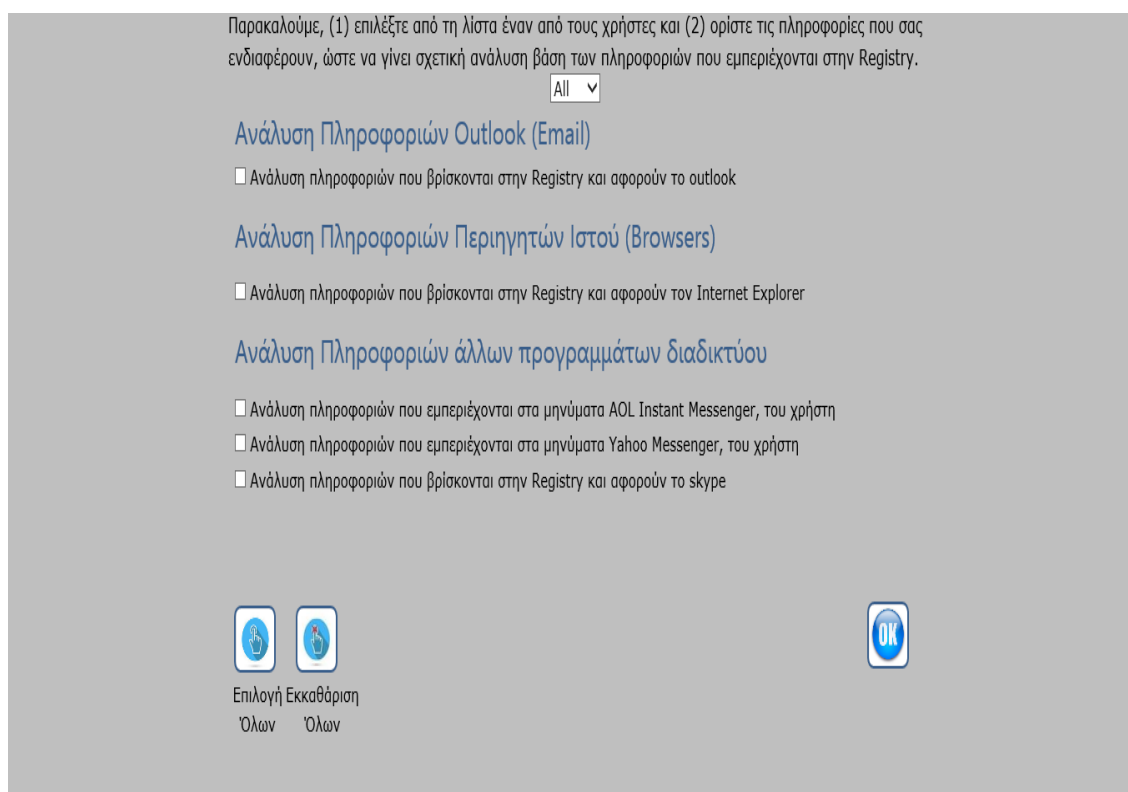 Παρακαλούμε, (1) επιλέξτε από τη λίστα έναν από τους χρήστες και (2) ορίστε τις πληροφορίες που σας
ενδιαφέρουν, ώστε να γίνει σχετική ανάλυση βάση των πληροφοριών που εμπεριέχονται στην Registry.
All
Ανάλυση Πληροφοριών Outlook (Email)
Ανάλυση πληροφοριών που βρίσκονται στην Registry και αφορούν το outlook
Ανάλυση Πληροφοριών Περιηγητών Ιστού (Browsers)
Ανάλυση πληροφοριών που βρίσκονται στην Registry και αφορούν τον Internet Explorer
Ανάλυση Πληροφοριών άλλων προγραμμάτων διαδικτύου
Ανάλυση πληροφοριών που εμπεριέχονται στα μηνύματα AOL Instant Messenger, του χρήστη
Ανάλυση πληροφοριών που εμπεριέχονται στα μηνύματα Yahoo Messenger, του χρήστη
Ανάλυση πληροφοριών που βρίσκονται στην Registry και αφορούν το skype
OK
Επιλογή Εκκαθάριση
Όλων Όλων